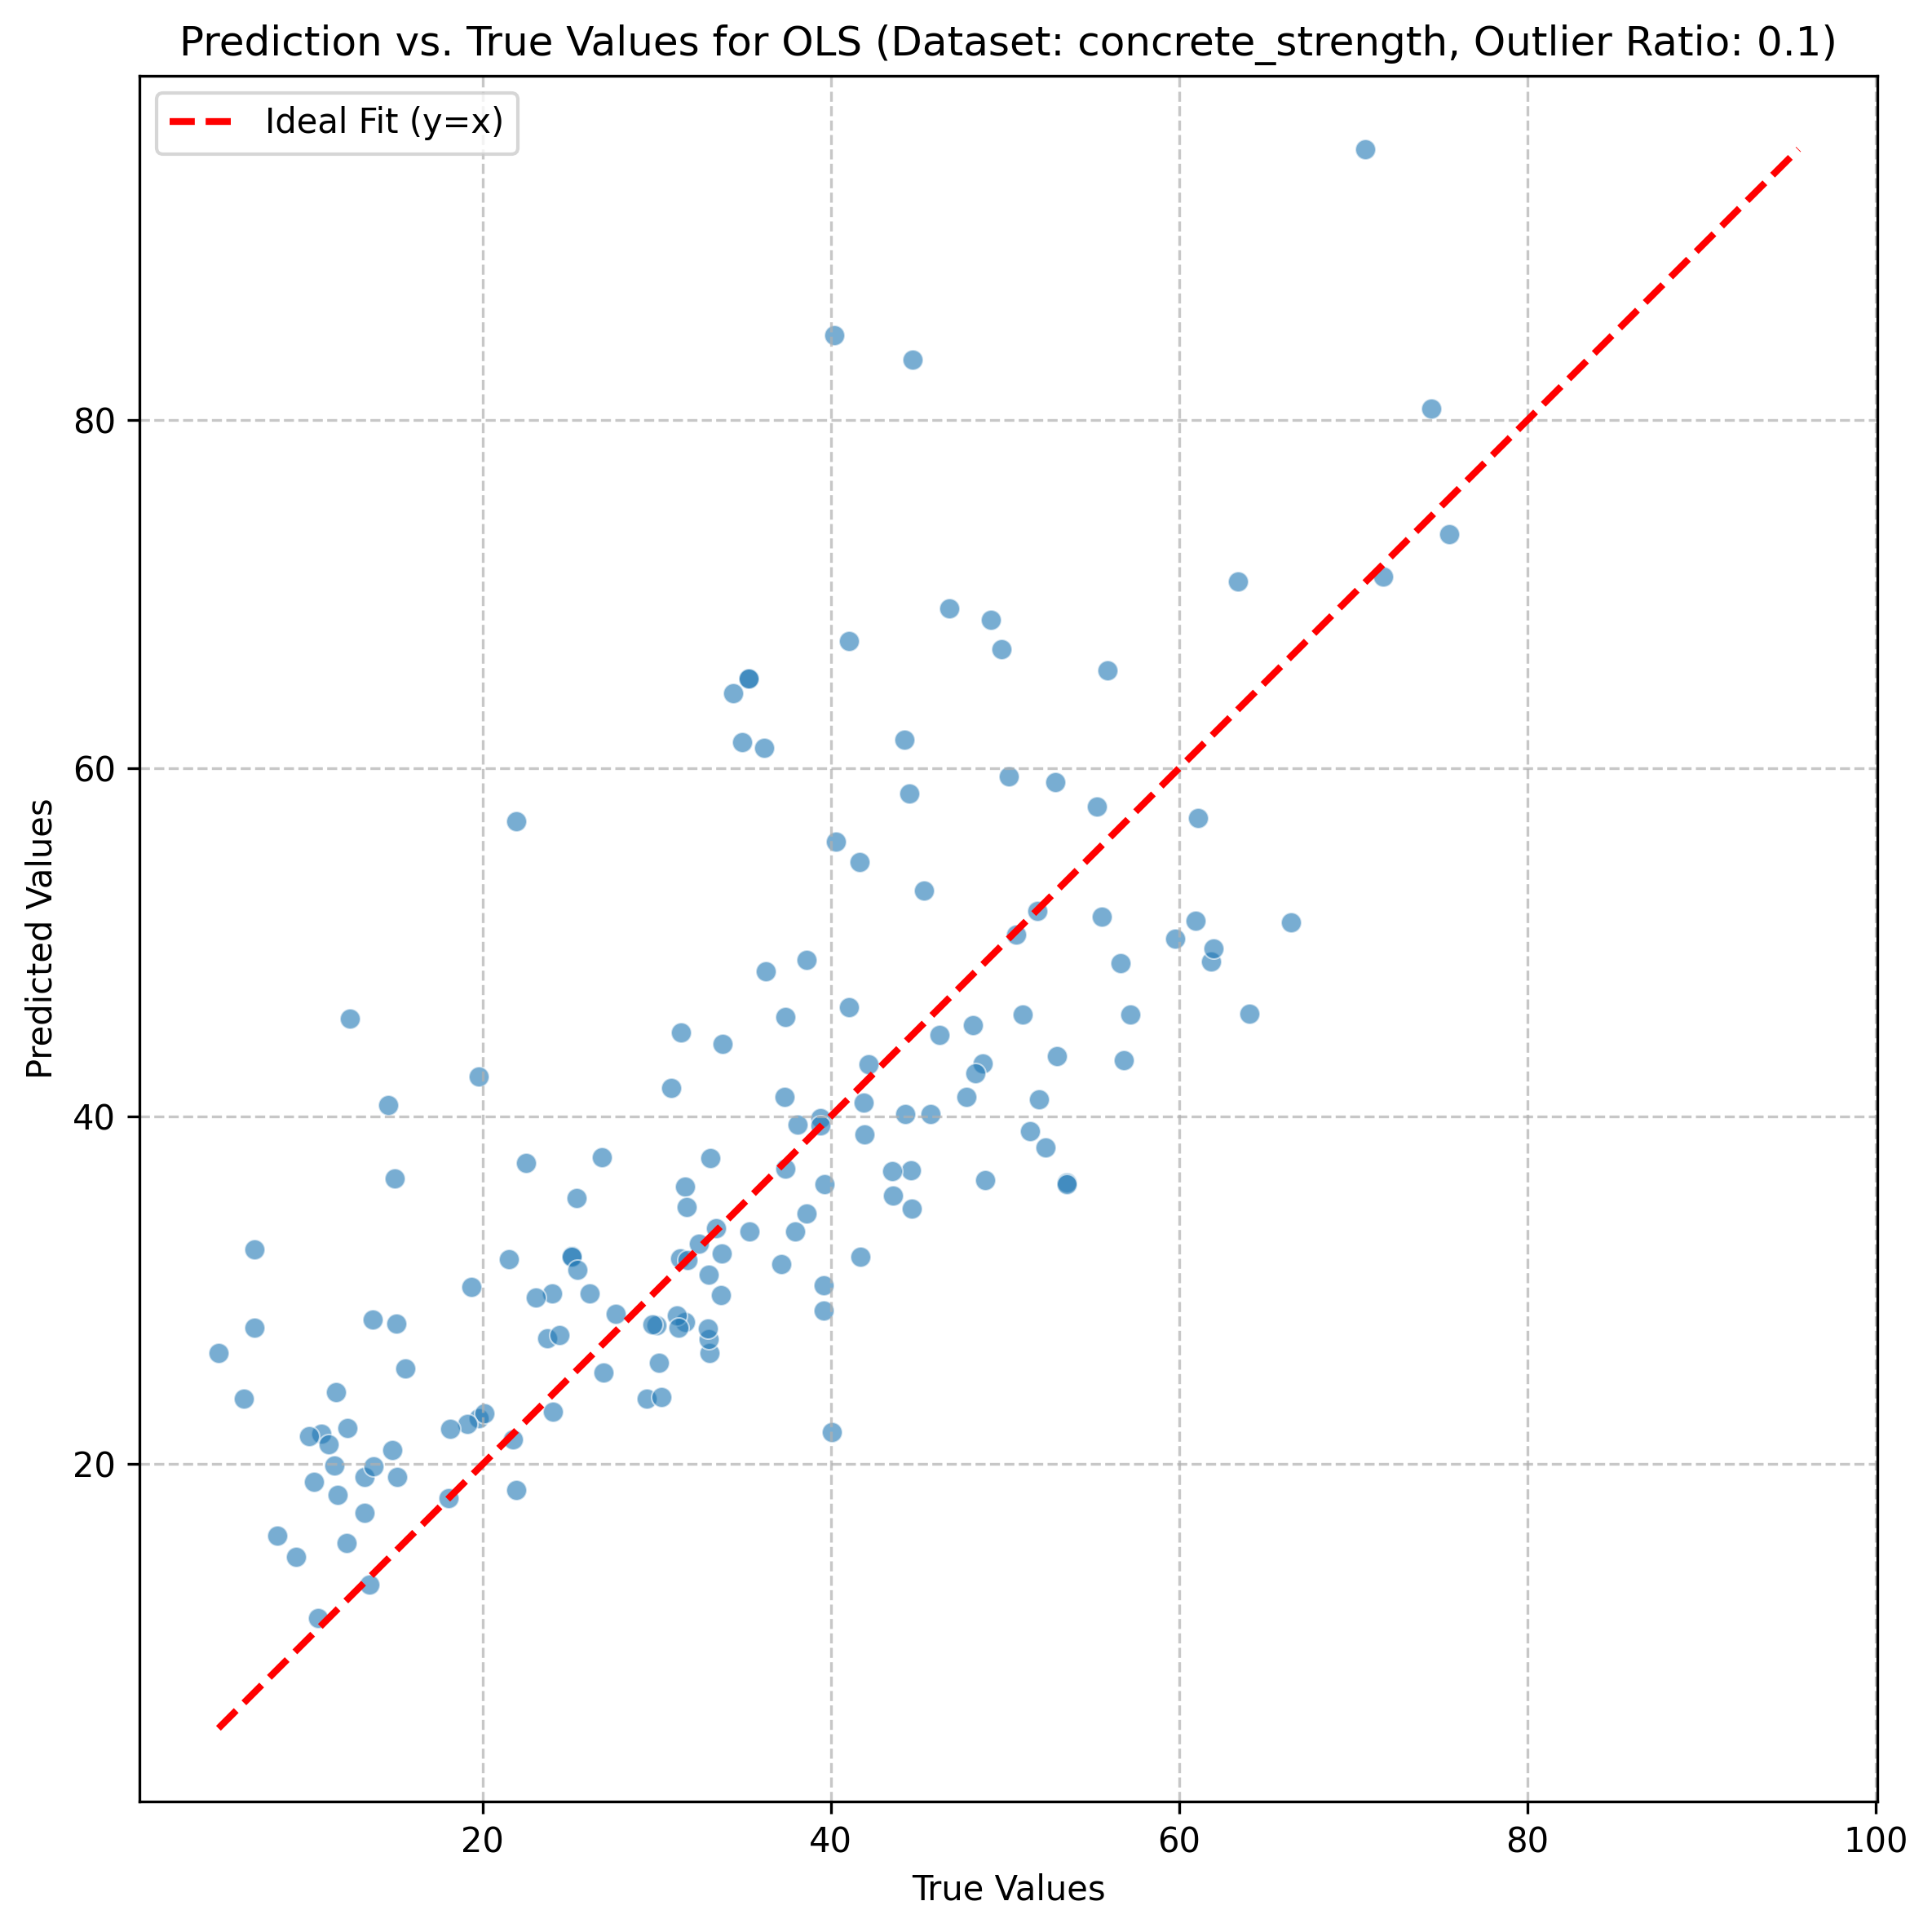 Prediction vs. True Values for OLS (Dataset: concrete_strength, Outlier Ratio: 0.1)
Ideal Fit (y=x)
Predicted Values
80
60
40
20
20 40 60 80 100
True Values